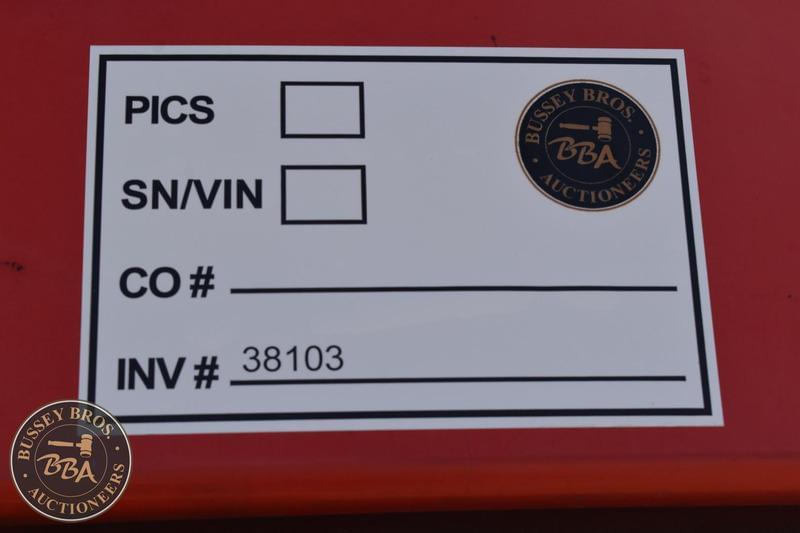 PICS
BUSSEY BROS.
BBA
AUCTIONEERS
SN/VIN
CO #
INV # 38103
BUSSEY BROS.
BBA
AUCTIONEERS